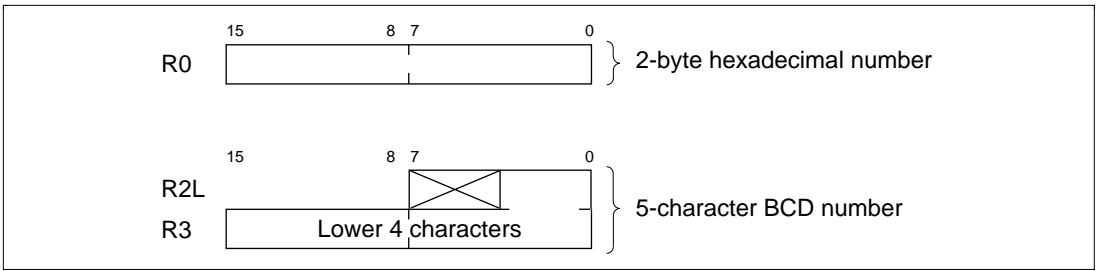 15 8 7 0
R0 2-byte hexadecimal number
15 8 7 0
R2L
5-character BCD number
R3 Lower 4 characters